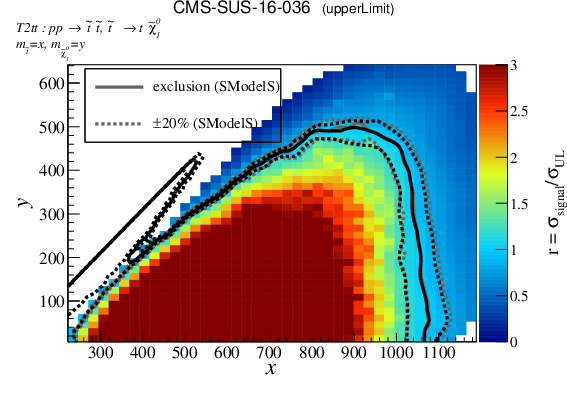 CMS-SUS-16-036 (upperLimit)
T2tt : pp → t̃ t̃, t̃ → t χ̃₁⁰
m_t̃=x, m_χ̃₁⁰=y
exclusion (SModelS)
±20% (SModelS)
y
600
500
400
300
200
100
300 400 500 600 700 800 900 1000 1100
x
3
2.5
2
1.5
1
0.5
0
r = σ_signal/σ_UL